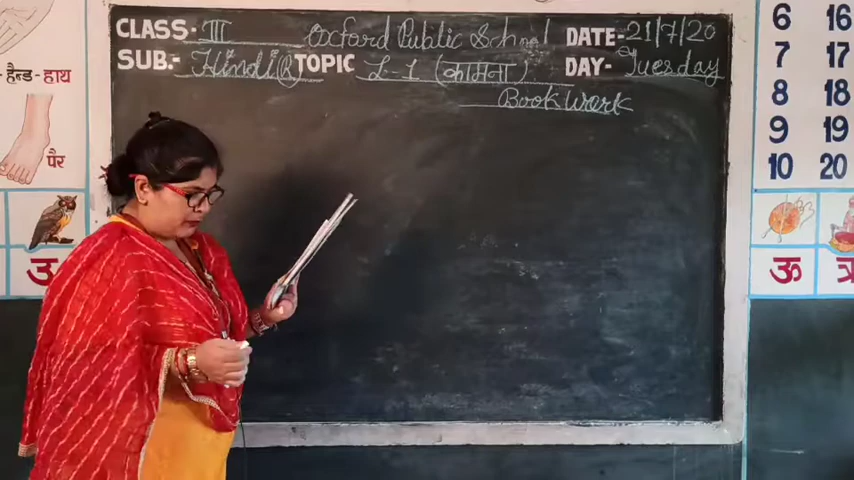 CLASS:- III Oxford Public School DATE:- 21/7/20
SUB.- Hindi (R) TOPIC L-1 (कामना) DAY:- Tuesday
Book Work
हैन्ड-Hand-हाथ
पैर
उ
6
7
8
9
10
16
17
18
19
20
ऊ
ऋ